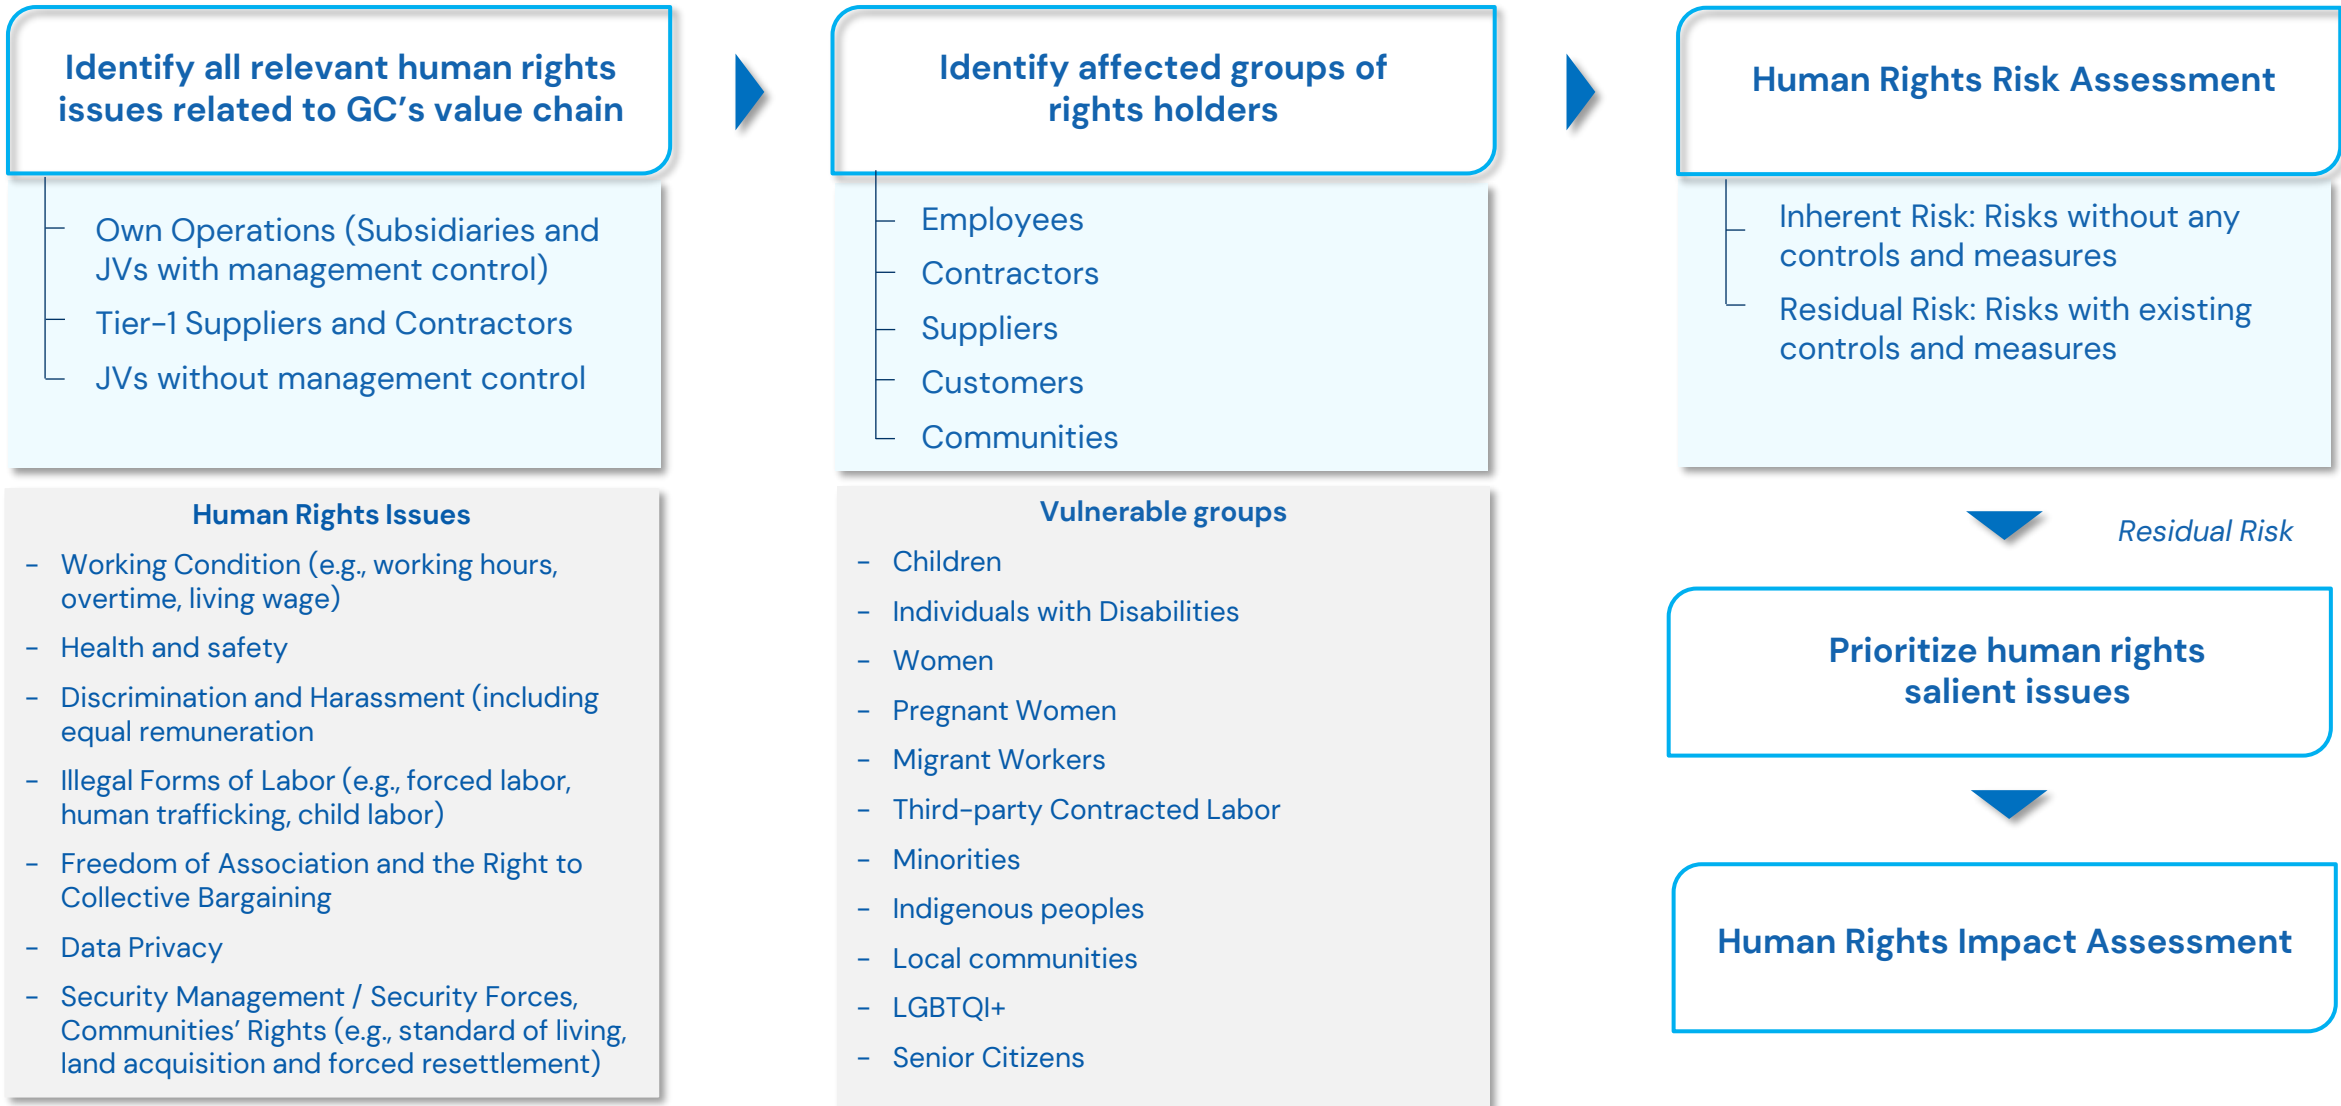 Identify all relevant human rights
issues related to GC's value chain
Own Operations (Subsidiaries and
JVs with management control)
Tier-1 Suppliers and Contractors
JVs without management control
Human Rights Issues
- Working Condition (e.g., working hours,
overtime, living wage)
- Health and safety
- Discrimination and Harassment (including
equal remuneration
- Illegal Forms of Labor (e.g., forced labor,
human trafficking, child labor)
- Freedom of Association and the Right to
Collective Bargaining
- Data Privacy
- Security Management / Security Forces,
Communities' Rights (e.g., standard of living,
land acquisition and forced resettlement)
Identify affected groups of
rights holders
Employees
Contractors
Suppliers
Customers
Communities
Vulnerable groups
- Children
- Individuals with Disabilities
- Women
- Pregnant Women
- Migrant Workers
- Third-party Contracted Labor
- Minorities
- Indigenous peoples
- Local communities
- LGBTQI+
- Senior Citizens
Human Rights Risk Assessment
Inherent Risk: Risks without any
controls and measures
Residual Risk: Risks with existing
controls and measures
Residual Risk
Prioritize human rights
salient issues
Human Rights Impact Assessment